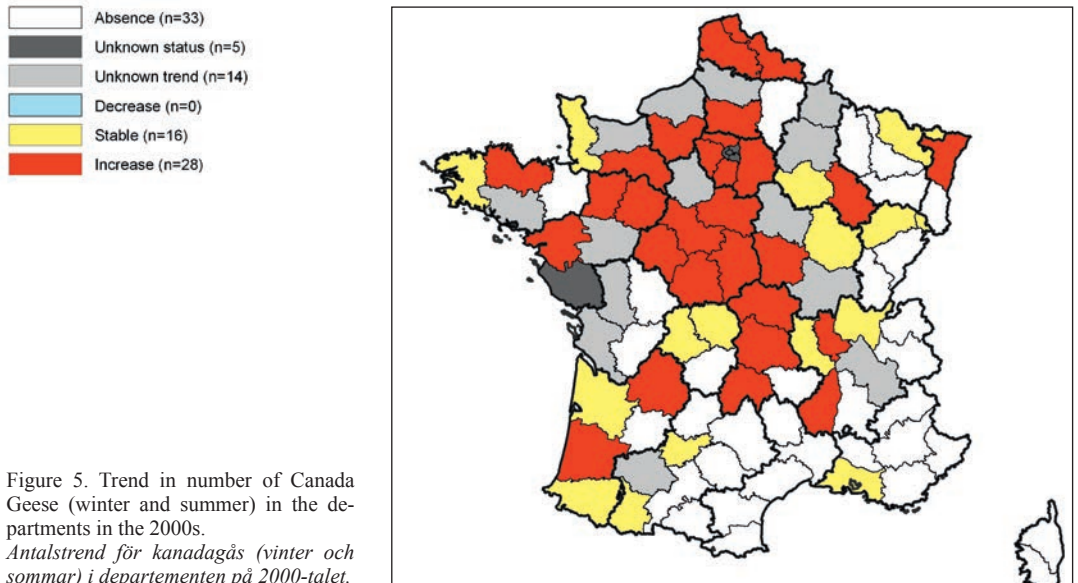 Absence (n=33)
Unknown status (n=5)
Unknown trend (n=14)
Decrease (n=0)
Stable (n=16)
Increase (n=28)
Figure 5. Trend in number of Canada
Geese (winter and summer) in the de-
partments in the 2000s.
Antalstrend för kanadagås (vinter och
sommar) i departementen på 2000-talet.